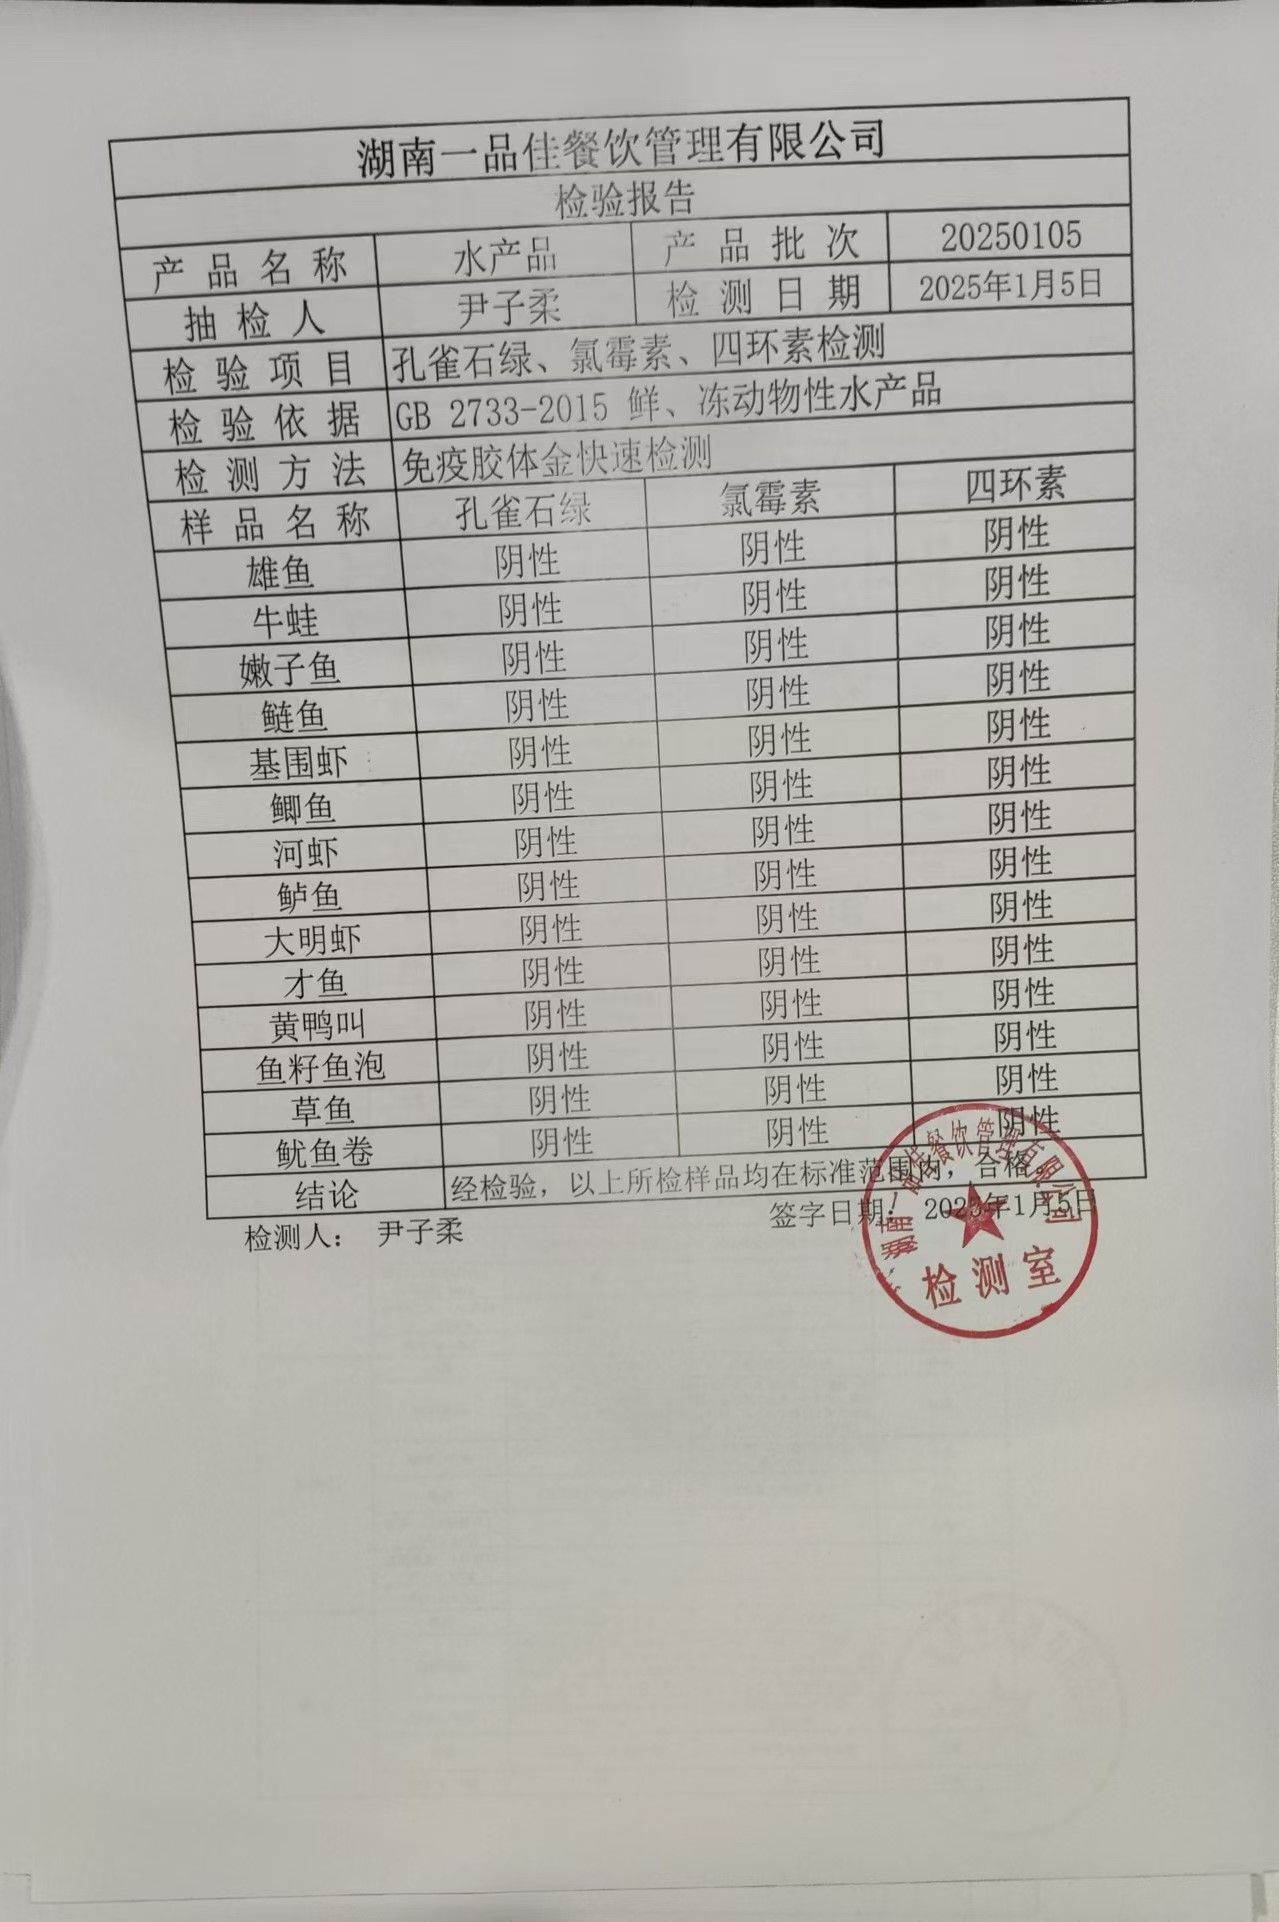 湖南一品佳餐饮管理有限公司
检验报告
产品名称 水产品 产品批次 20250105
抽检人 尹子柔 检测日期 2025年1月5日
检验项目 孔雀石绿、氯霉素、四环素检测
检验依据 GB 2733-2015 鲜、冻动物性水产品
检测方法 免疫胶体金快速检测
样品名称 孔雀石绿 氯霉素 四环素
雄鱼 阴性 阴性 阴性
牛蛙 阴性 阴性 阴性
嫩子鱼 阴性 阴性 阴性
鲢鱼 阴性 阴性 阴性
基围虾 阴性 阴性 阴性
鲫鱼 阴性 阴性 阴性
河虾 阴性 阴性 阴性
鲈鱼 阴性 阴性 阴性
大明虾 阴性 阴性 阴性
才鱼 阴性 阴性 阴性
黄鸭叫 阴性 阴性 阴性
鱼籽鱼泡 阴性 阴性 阴性
草鱼 阴性 阴性 阴性
鱿鱼卷 阴性 阴性 阴性
结论 经检验，以上所检样品均在标准范围内，合格。
检测人： 尹子柔 签字日期： 2025年1月5日
湖南一品佳餐饮管理有限公司
检测室